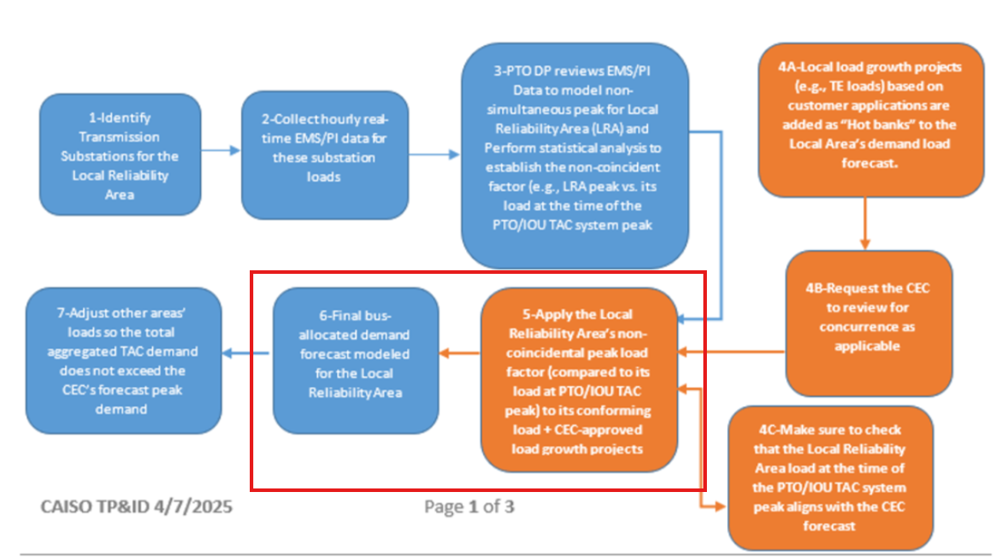 1-Identify
Transmission
Substations for the
Local Reliability
Area
2-Collect hourly real-
time EMS/PI data for
these substation
loads
3-PTO DP reviews EMS/PI
Data to model non-
simultaneous peak for Local
Reliability Area (LRA) and
Perform statistical analysis to
establish the non-coincident
factor (e.g., LRA peak vs. its
load at the time of the
PTO/IOU TAC system peak
4A-Local load growth projects
(e.g., TE loads) based on
customer applications are
added as "Hot banks" to the
Local Area's demand load
forecast.
4B-Request the CEC
to review for
concurrence as
applicable
4C-Make sure to check
that the Local Reliability
Area load at the time of
the PTO/IOU TAC system
peak aligns with the CEC
forecast
5-Apply the Local
Reliability Area's non-
coincidental peak load
factor (compared to its
load at PTO/IOU TAC
peak) to its conforming
load + CEC-approved
load growth projects
6-Final bus-
allocated demand
forecast modeled
for the Local
Reliability Area
7-Adjust other areas'
loads so the total
aggregated TAC demand
does not exceed the
CEC's forecast peak
demand
CAISO TP&ID 4/7/2025
Page 1 of 3